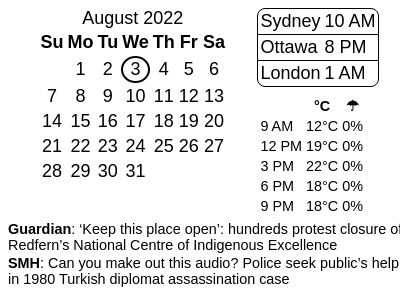 August 2022
Su Mo Tu We Th Fr Sa
1 2 3 4 5 6
7 8 9 10 11 12 13
14 15 16 17 18 19 20
21 22 23 24 25 26 27
28 29 30 31
Sydney 10 AM
Ottawa 8 PM
London 1 AM
°C ☂
9 AM 12°C 0%
12 PM 19°C 0%
3 PM 22°C 0%
6 PM 18°C 0%
9 PM 18°C 0%
Guardian: ‘Keep this place open’: hundreds protest closure of
Redfern’s National Centre of Indigenous Excellence
SMH: Can you make out this audio? Police seek public’s help
in 1980 Turkish diplomat assassination case